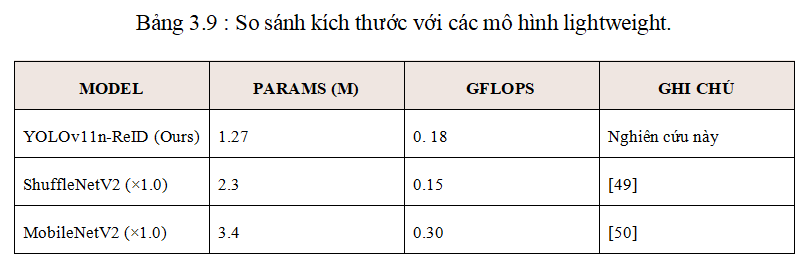 Bảng 3.9 : So sánh kích thước với các mô hình lightweight.
MODEL PARAMS (M) GFLOPS GHI CHÚ
YOLOv11n-ReID (Ours) 1.27 0. 18 Nghiên cứu này
ShuffleNetV2 (×1.0) 2.3 0.15 [49]
MobileNetV2 (×1.0) 3.4 0.30 [50]